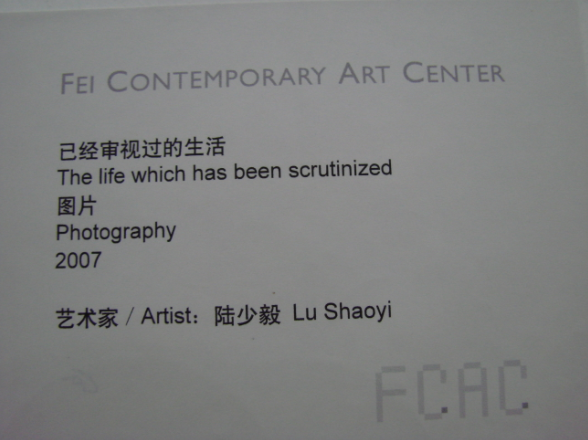 FEI CONTEMPORARY ART CENTER
已经审视过的生活
The life which has been scrutinized
图片
Photography
2007
艺术家 / Artist: 陆少毅 Lu Shaoyi
FCAC